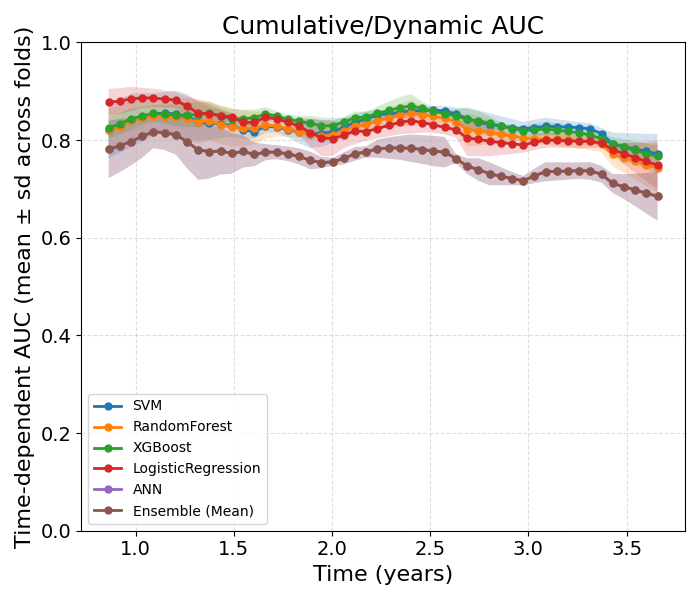 Cumulative/Dynamic AUC
Time-dependent AUC (mean ± sd across folds)
1.0
0.8
0.6
0.4
0.2
0.0
SVM
RandomForest
XGBoost
LogisticRegression
ANN
Ensemble (Mean)
1.0 1.5 2.0 2.5 3.0 3.5
Time (years)